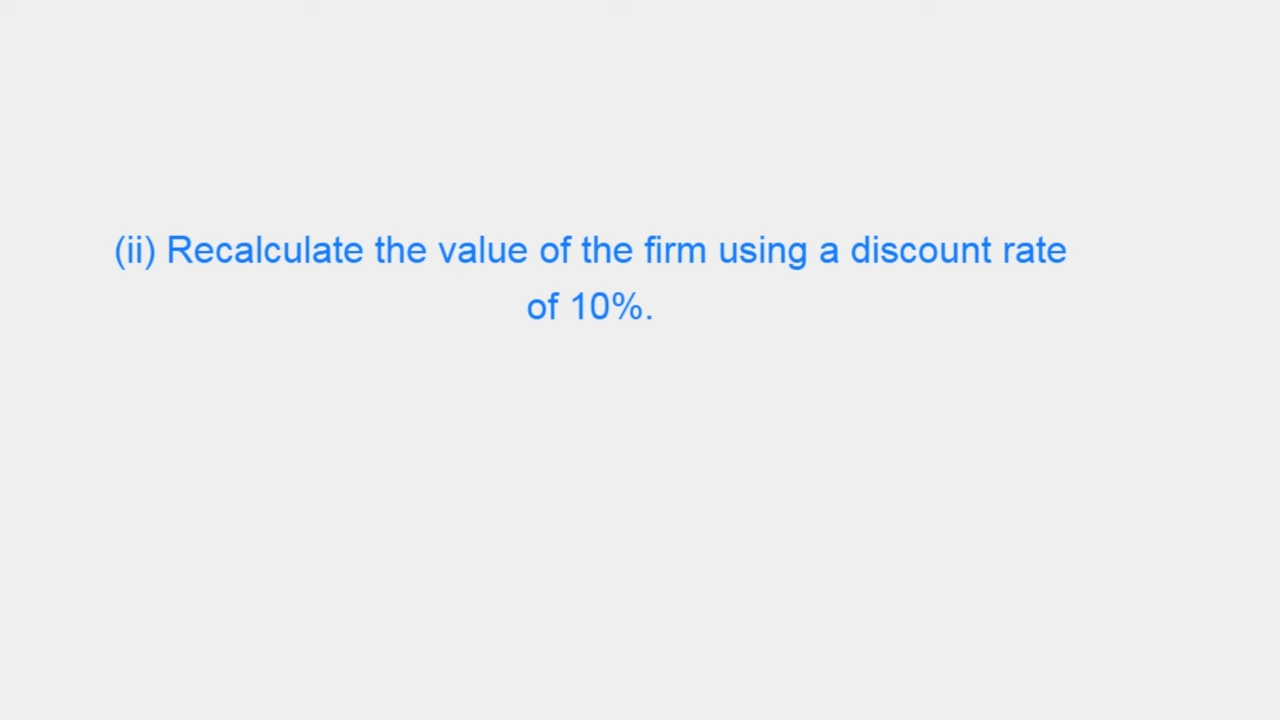 (ii) Recalculate the value of the firm using a discount rate
of 10%.